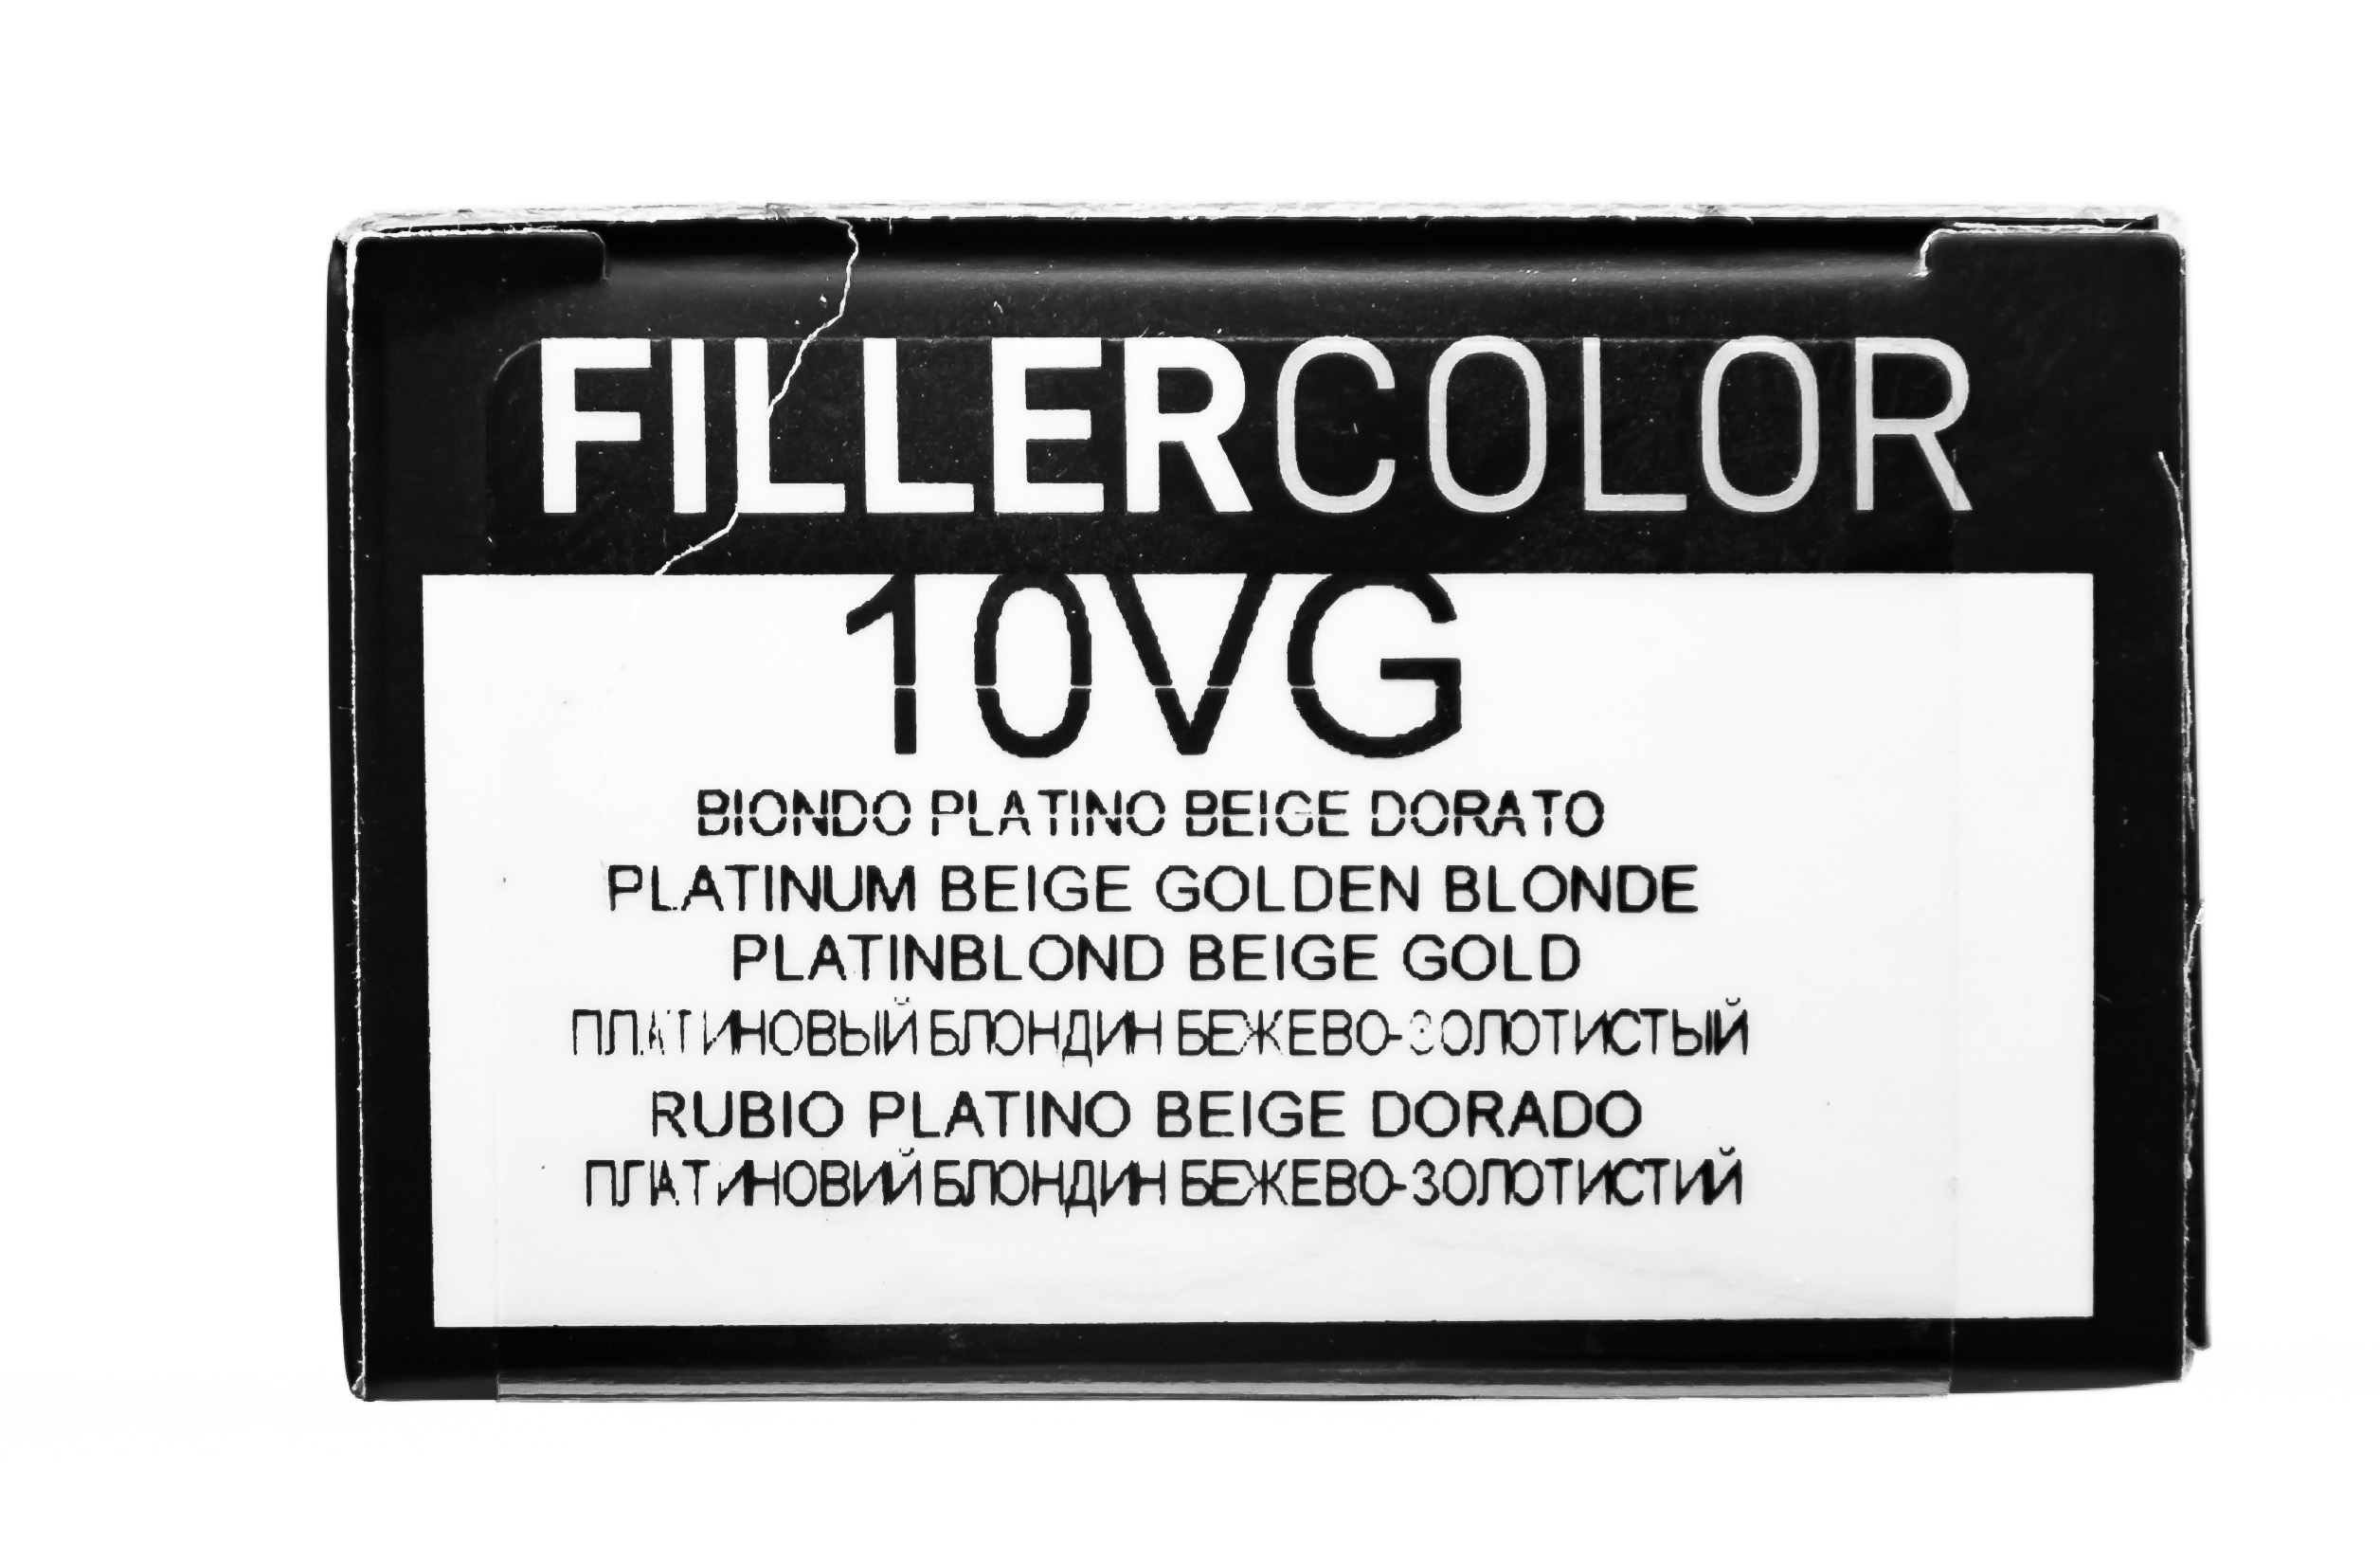 FILLERCOLOR
10VG
BIONDO PLATINO BEIGE DORATO
PLATINUM BEIGE GOLDEN BLONDE
PLATINBLOND BEIGE GOLD
ПЛАТИНОВЫЙ БЛОНДИН БЕЖЕВО-ЗОЛОТИСТЫЙ
RUBIO PLATINO BEIGE DORADO
ПЛАТИНОВИЙ БЛОНДИН БЕЖЕВО-ЗОЛОТИСТИЙ